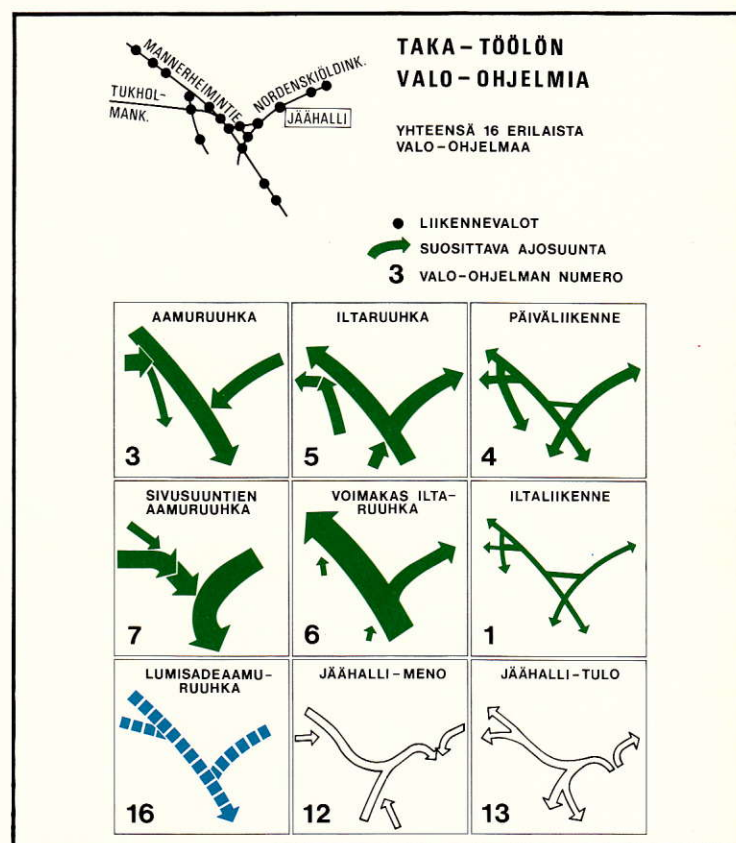 TAKA-TÖÖLÖN
VALO-OHJELMIA
YHTEENSÄ 16 ERILAISTA
VALO-OHJELMAA
MANNERHEIMINTIE
NORDENSKIÖLDINK.
TUKHOL-
MANK.
JÄÄHALLI
LIIKENNEVALOT
SUOSITTAVA AJOSUUNTA
3 VALO-OHJELMAN NUMERO
AAMURUUHKA
3
ILTARUUHKA
5
PÄIVÄLIIKENNE
4
SIVUSUUNTIEN
AAMURUUHKA
7
VOIMAKAS ILTA-
RUUHKA
6
ILTALIIKENNE
1
LUMISADEAAMU-
RUUHKA
16
JÄÄHALLI-MENO
12
JÄÄHALLI-TULO
13